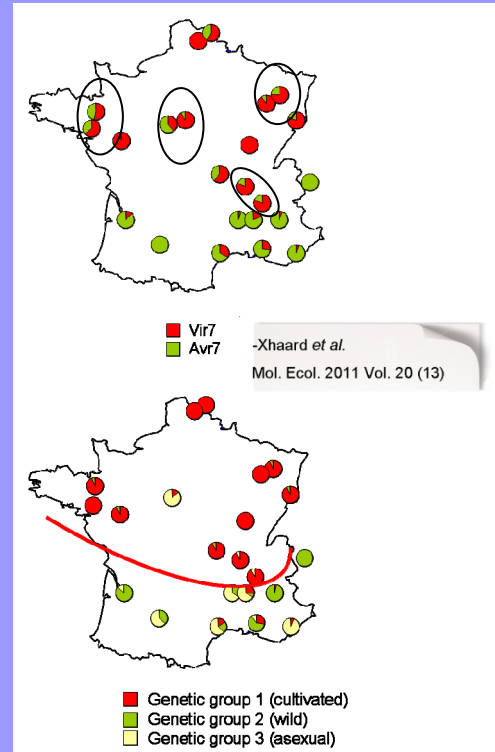 Vir7
Avr7
-Xhaard et al.
Mol. Ecol. 2011 Vol. 20 (13)
Genetic group 1 (cultivated)
Genetic group 2 (wild)
Genetic group 3 (asexual)